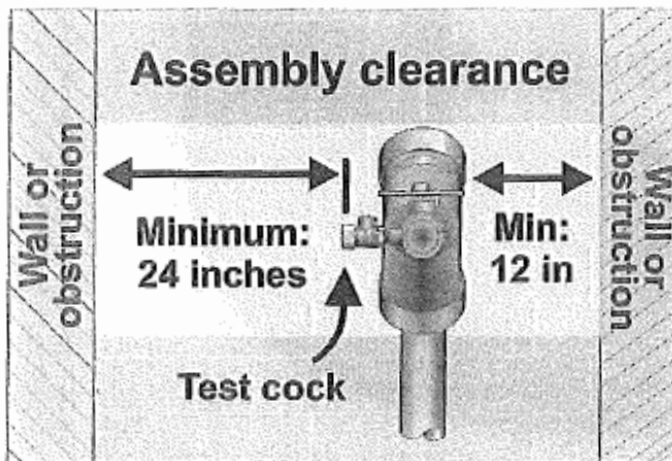 Assembly clearance
Wall or
obstruction
Minimum:
24 inches
Min:
12 in
Wall or
obstruction
Test cock